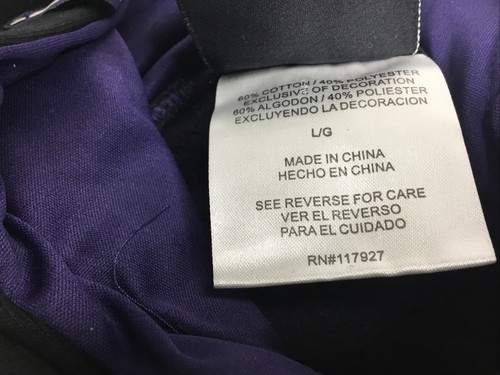 60% COTTON / 40% POLYESTER
EXCLUSIVE OF DECORATION
60% ALGODON / 40% POLIESTER
EXCLUYENDO LA DECORACION
L/G
MADE IN CHINA
HECHO EN CHINA
SEE REVERSE FOR CARE
VER EL REVERSO
PARA EL CUIDADO
RN#117927